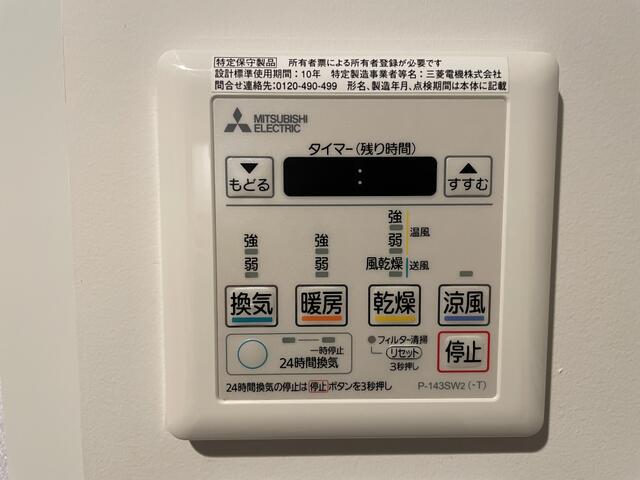 特定保守製品 所有者票による所有者登録が必要です
設計標準使用期間：10年 特定製造事業者等名：三菱電機株式会社
問合せ連絡先:0120-490-499 形名、製造年月、点検期間は本体に記載
MITSUBISHI
ELECTRIC
タイマー(残り時間)
▼ ： ▲
もどる すすむ
強
温風
強 強 弱
弱 弱 風乾燥 送風
換気 暖房 乾燥 涼風
一時停止
24時間換気
フィルター清掃
リセット
3秒押し
停止
24時間換気の停止は停止ボタンを3秒押し
P-143SW2 (-T)